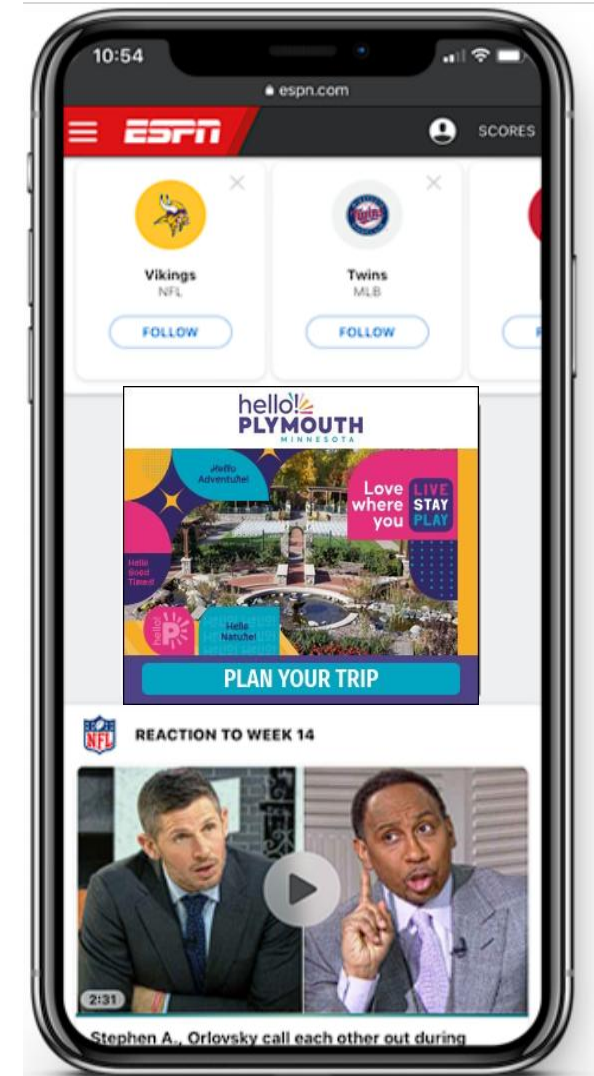 10:54
espn.com
ESPN
SCORES
Vikings
NFL
FOLLOW
Twins
MLB
FOLLOW
hello!
PLYMOUTH
MINNESOTA
Hello
Adventure!
Love
where
you
LIVE
STAY
PLAY
Hello
Good
Times!
hello!
P
Hello
Nature!
PLAN YOUR TRIP
NFL
REACTION TO WEEK 14
2:31
Stephen A., Orlovsky call each other out during